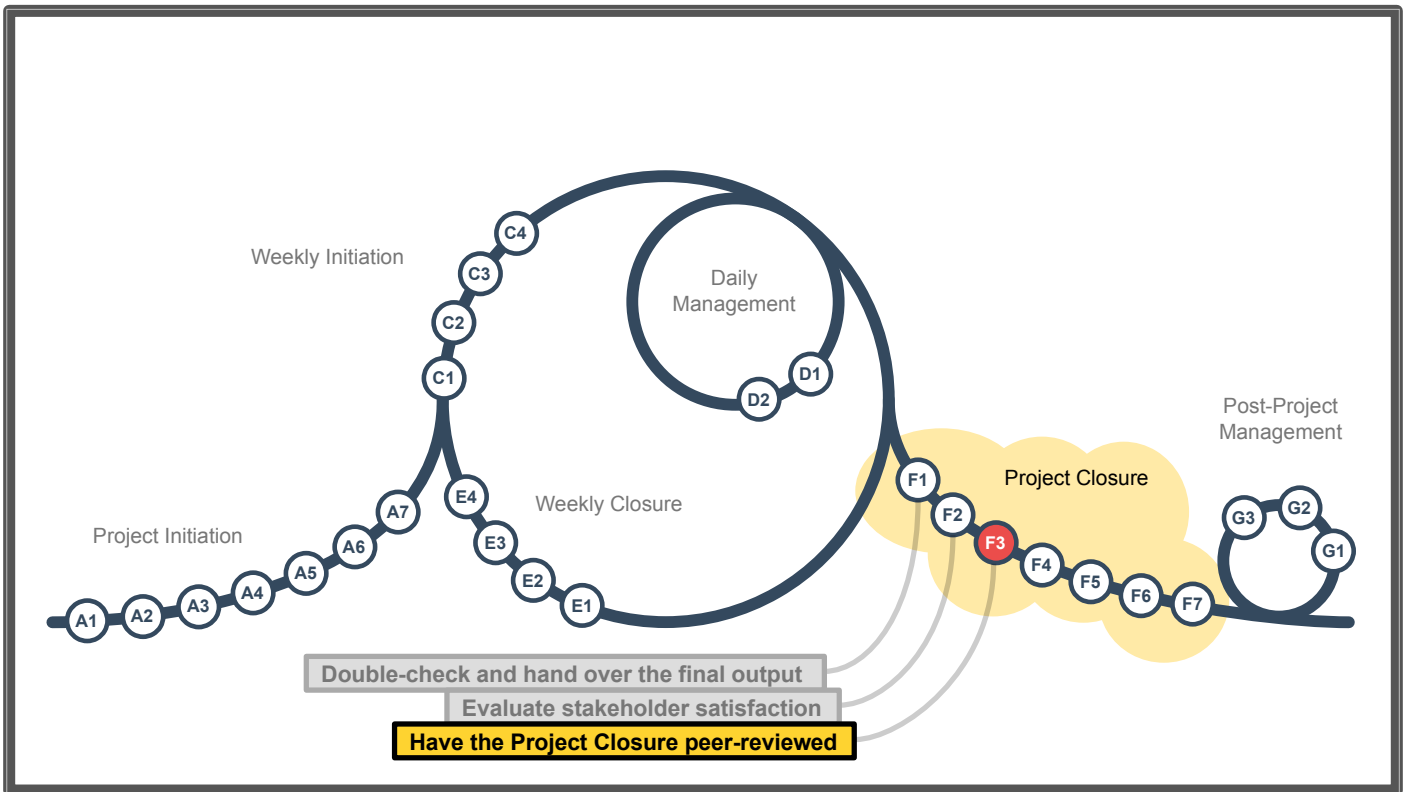 C4
Weekly Initiation
C3
Daily
Management
C2
C1
D1
D2
Post-Project
Management
F1
Project Closure
E4
Weekly Closure
A7
F2
G3
G2
Project Initiation
A6
E3
F3
G1
A5
E2
F4
A4
F5
A3
E1
F6
A2
F7
A1
Double-check and hand over the final output
Evaluate stakeholder satisfaction
Have the Project Closure peer-reviewed